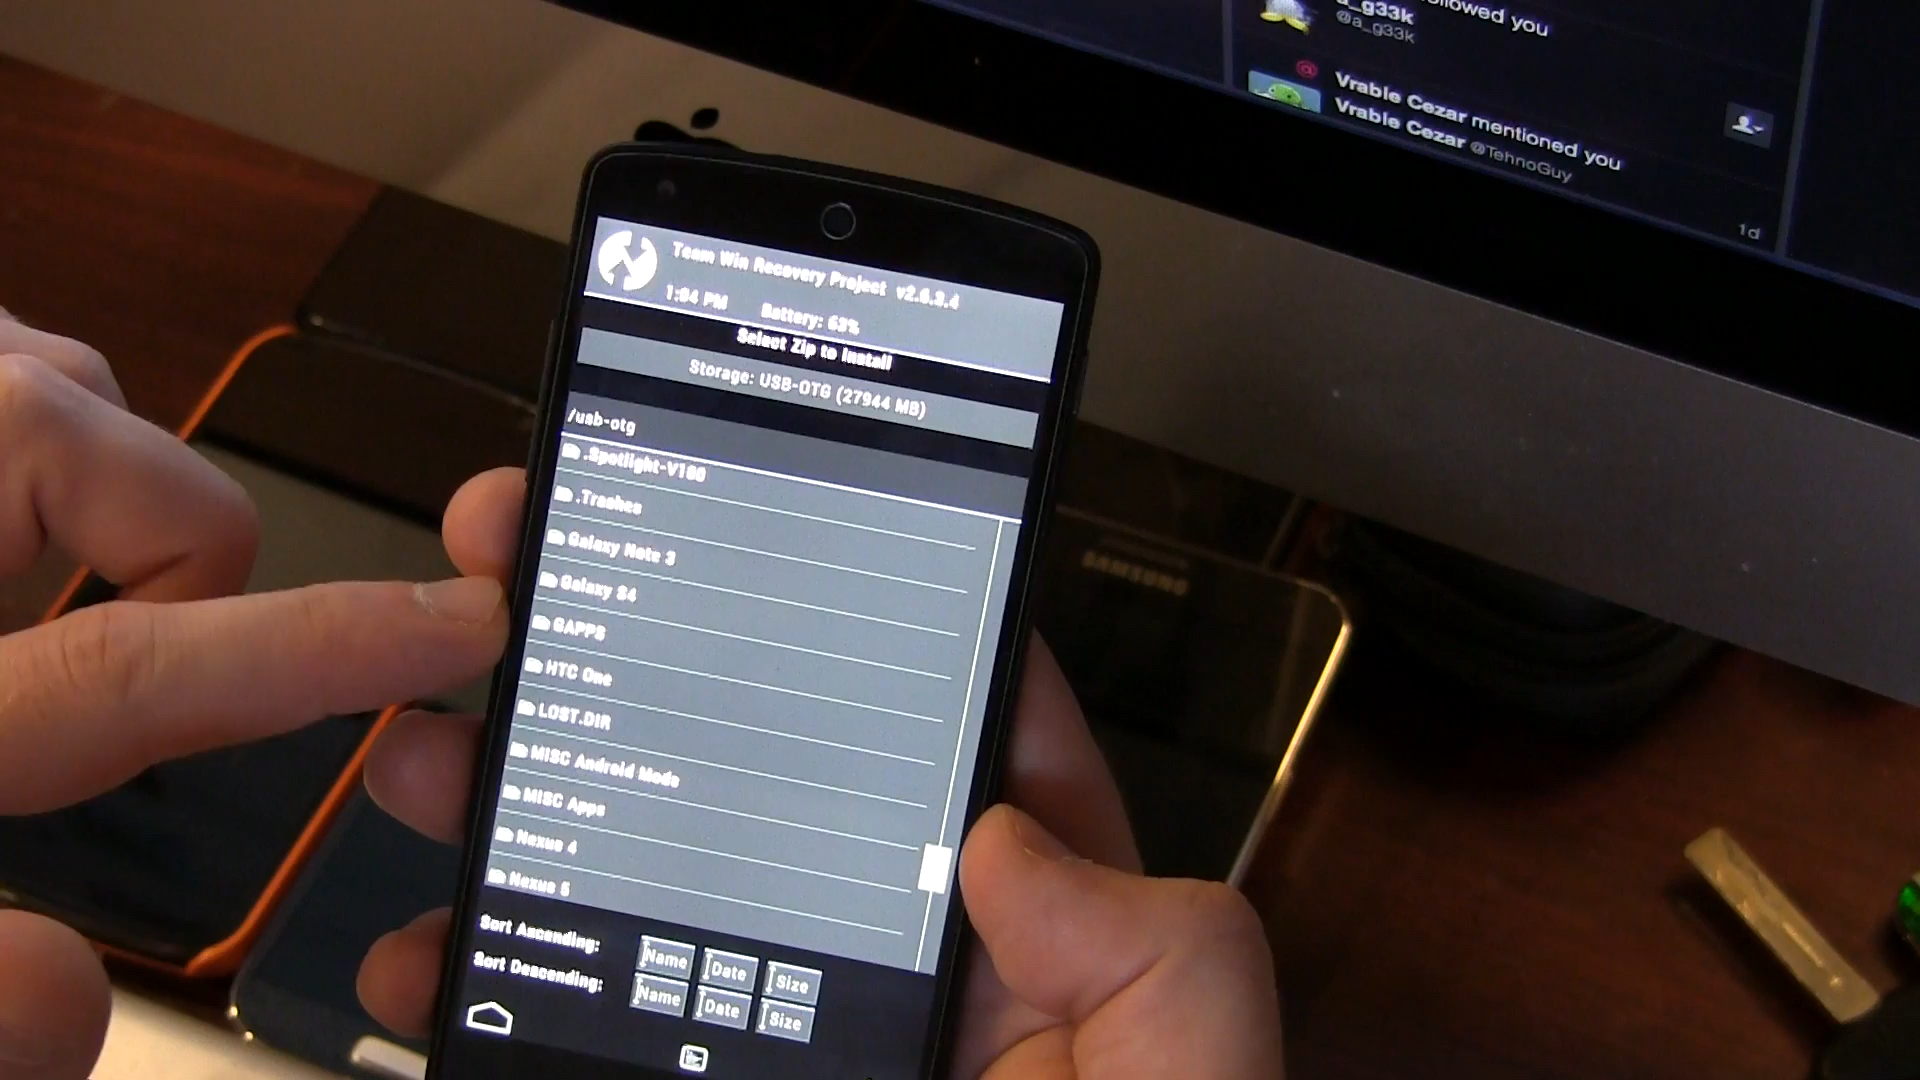 followed you
a_g33k
@a_g33k
@
Vrable Cezar mentioned you
Vrable Cezar @TehnoGuy
1d
Team Win Recovery Project v2.6.3.4
1:04 PM Battery: 63%
Select Zip to Install
Storage: USB-OTG (27944 MB)
/usb-otg
.Spotlight-V100
.Trashes
Galaxy Note 3
Galaxy S4
GAPPS
HTC One
LOST.DIR
MISC Android Mods
MISC Apps
Nexus 4
Nexus 5
Sort Ascending: Name Date Size
Sort Descending: Name Date Size
SAMSUNG